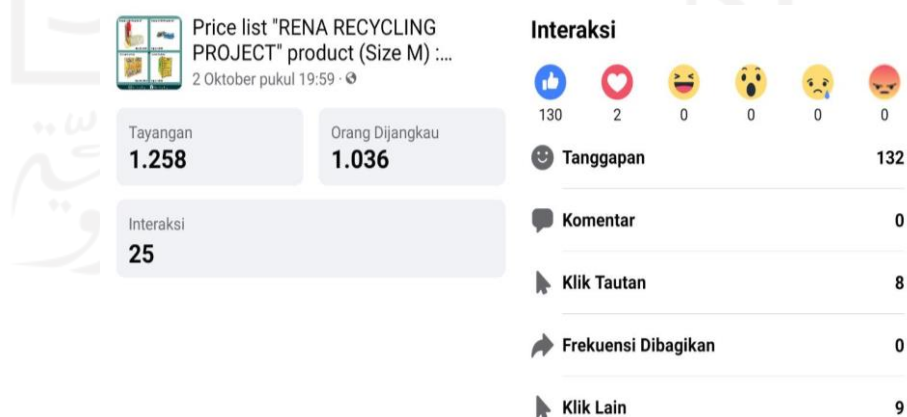 Price list "RENA RECYCLING
PROJECT" product (Size M) :...
2 Oktober pukul 19:59 ·
Tayangan
1.258
Orang Dijangkau
1.036
Interaksi
25
Interaksi
130 2 0 0 0 0
Tanggapan 132
Komentar 0
Klik Tautan 8
Frekuensi Dibagikan 0
Klik Lain 9